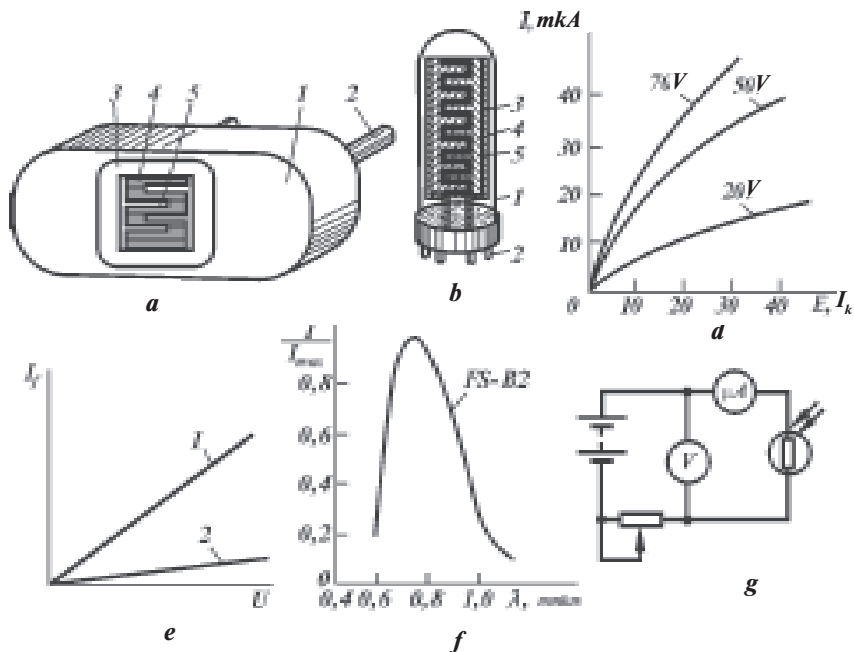 3 4 5 1 2
a
3
4
5
1
2
b
I, mkA
76V
50V
20V
40
30
20
10
0 10 20 30 40 E, I_k
d
I_f
1
2
U
e
I
I_max
0,8
0,6
0,4
0,2
0
FS-B2
0,4 0,6 0,8 1,0 λ,
f
μA
V
g